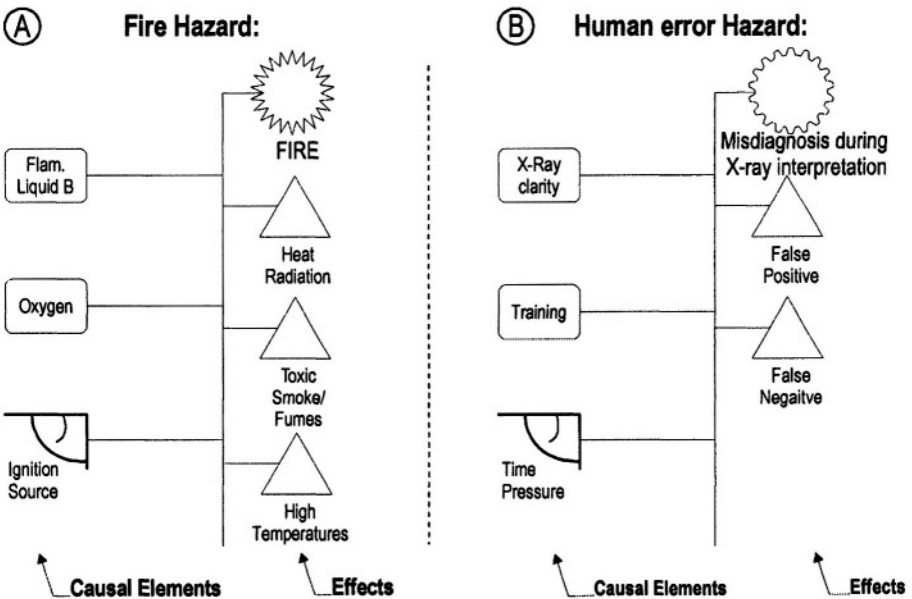 A
Fire Hazard:
FIRE
Flam.
Liquid B
Heat
Radiation
Oxygen
Toxic
Smoke/
Fumes
Ignition
Source
High
Temperatures
Causal Elements
Effects
B
Human error Hazard:
Misdiagnosis during
X-ray interpretation
X-Ray
clarity
False
Positive
Training
False
Negaitve
Time
Pressure
Causal Elements
Effects